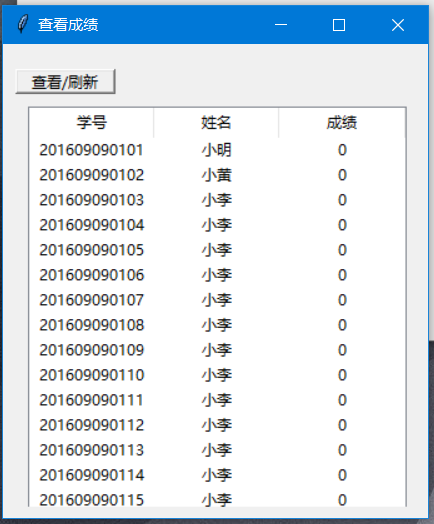 查看成绩
查看/刷新
学号 姓名 成绩
201609090101 小明 0
201609090102 小黄 0
201609090103 小李 0
201609090104 小李 0
201609090105 小李 0
201609090106 小李 0
201609090107 小李 0
201609090108 小李 0
201609090109 小李 0
201609090110 小李 0
201609090111 小李 0
201609090112 小李 0
201609090113 小李 0
201609090114 小李 0
201609090115 小李 0